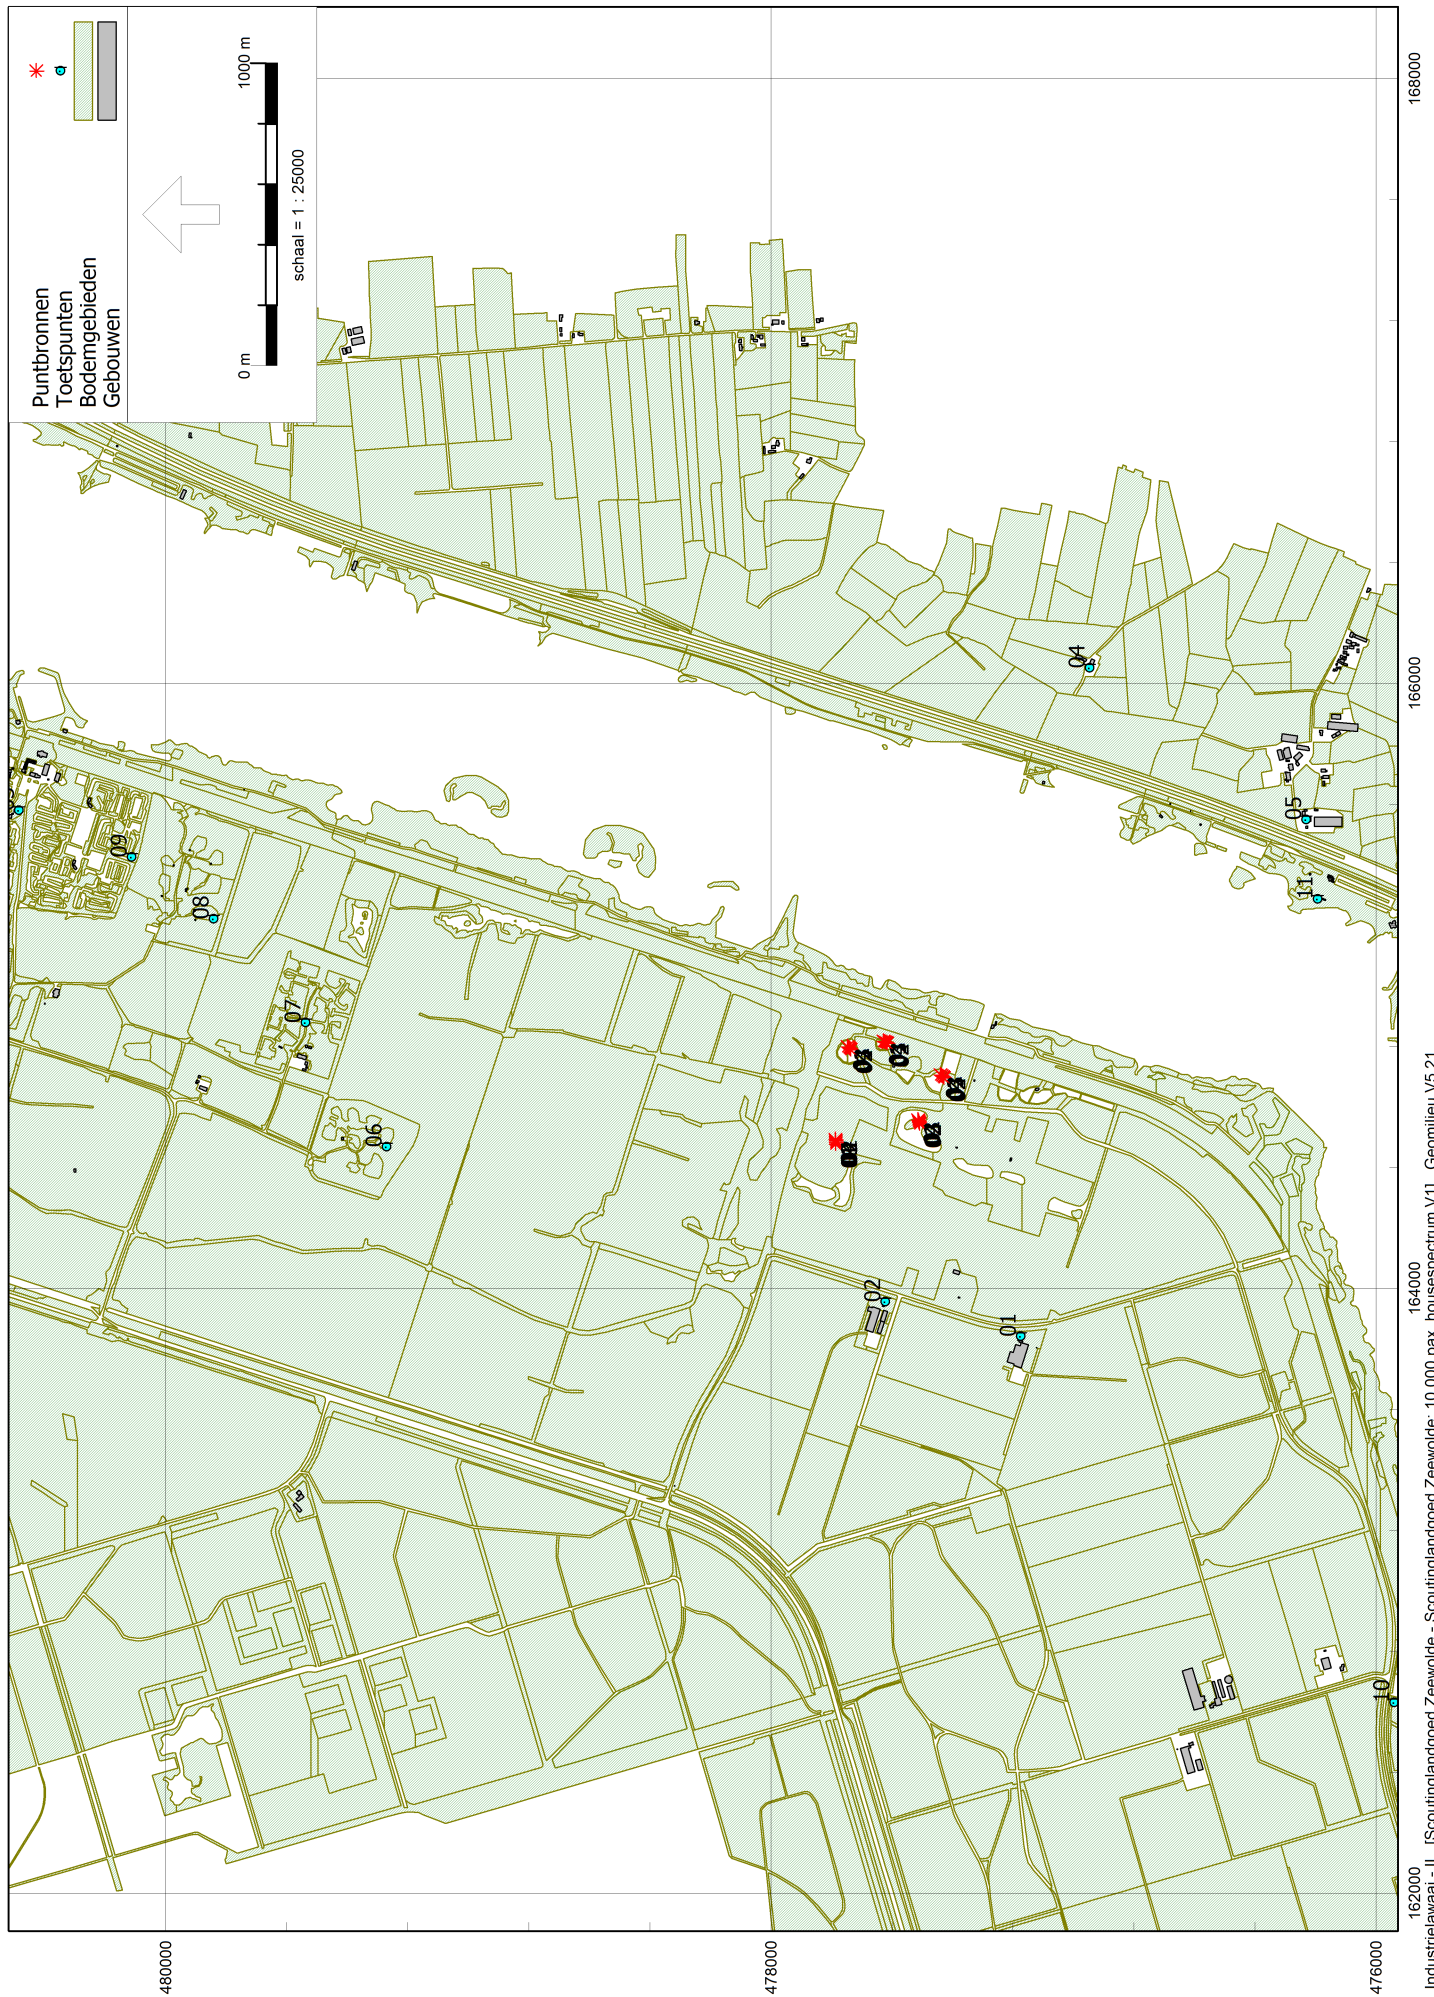 Puntbronnen
Toetspunten
Bodemgebieden
Gebouwen
0 m
1000 m
schaal = 1 : 25000
480000
478000
476000
162000
164000
166000
168000
09
08
07
06
04
05
11
02
01
10
Industrielawaai - IL, [Scoutinglandgoed Zeewolde - Scoutinglandgoed Zeewolde: 10.000 pax, housespectrum V1] , Geomilieu V5.21